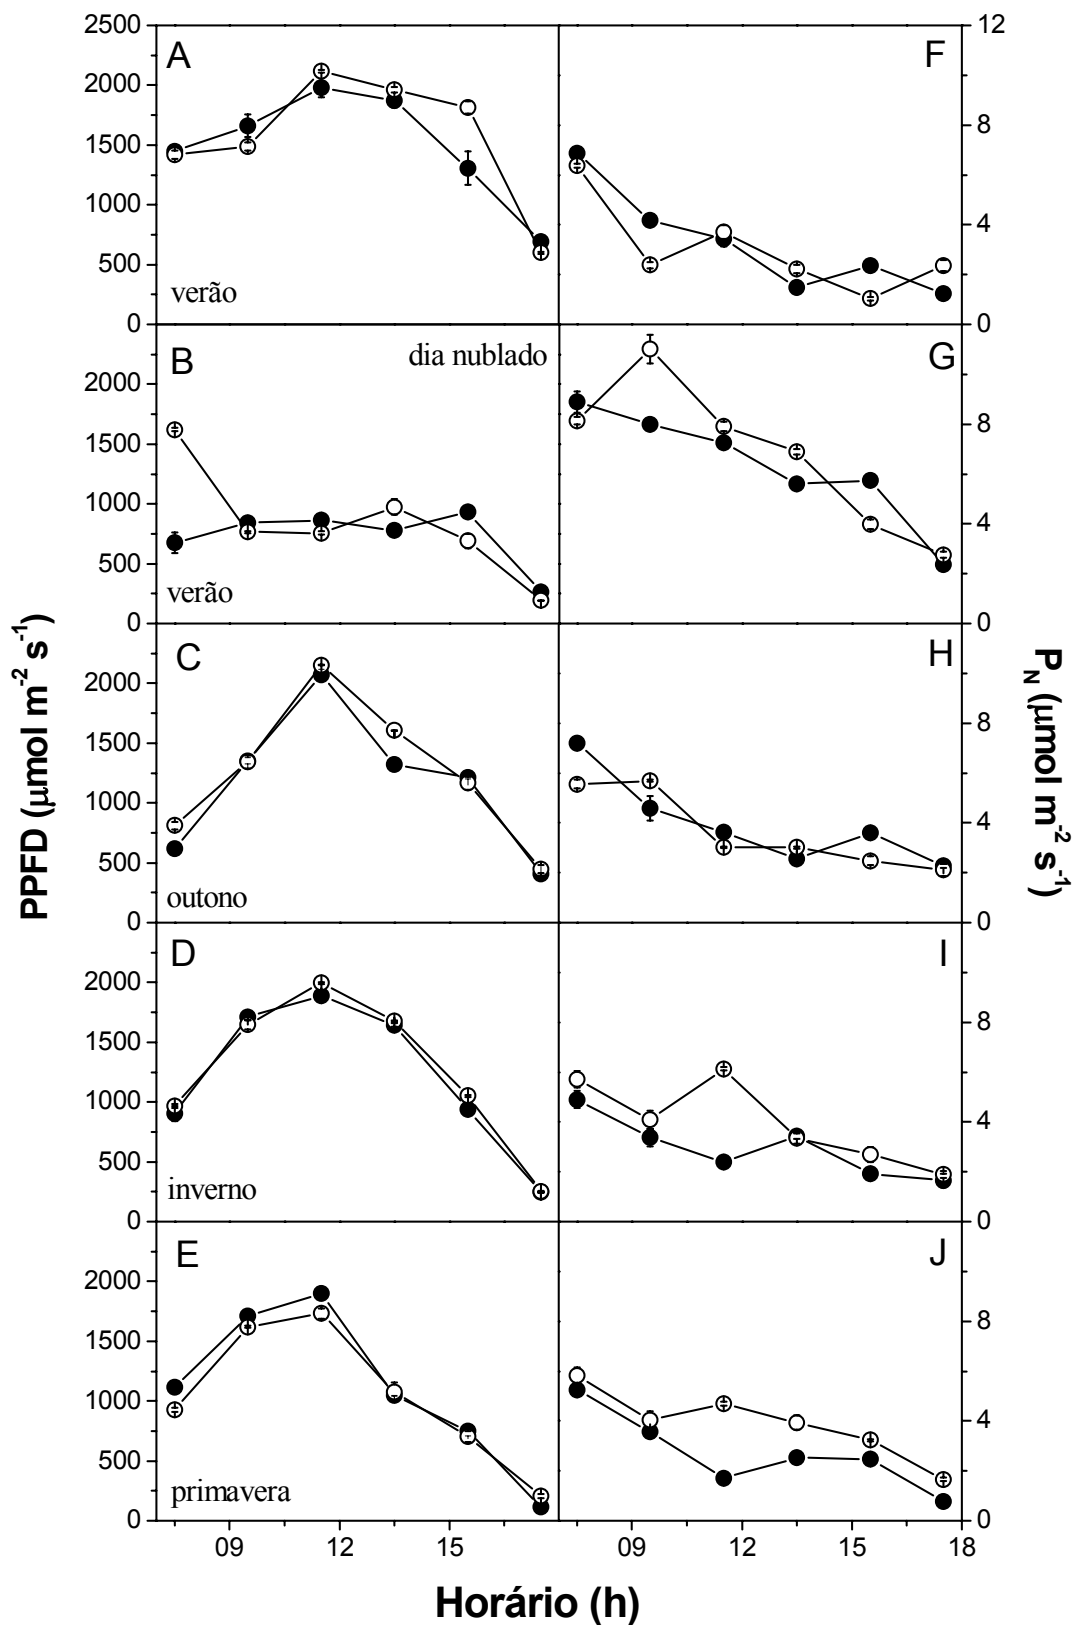 2500
2000
1500
1000
500
0
A
verão
12
8
4
0
F
2000
1500
1000
500
0
B
dia nublado
verão
8
4
0
G
2000
1500
1000
500
0
C
outono
8
4
0
H
2000
1500
1000
500
0
D
inverno
8
4
0
I
2000
1500
1000
500
0
E
primavera
8
4
0
J
PPFD (μmol m-2 s-1)
PN (μmol m-2 s-1)
09 12 15 09 12 15 18
Horário (h)